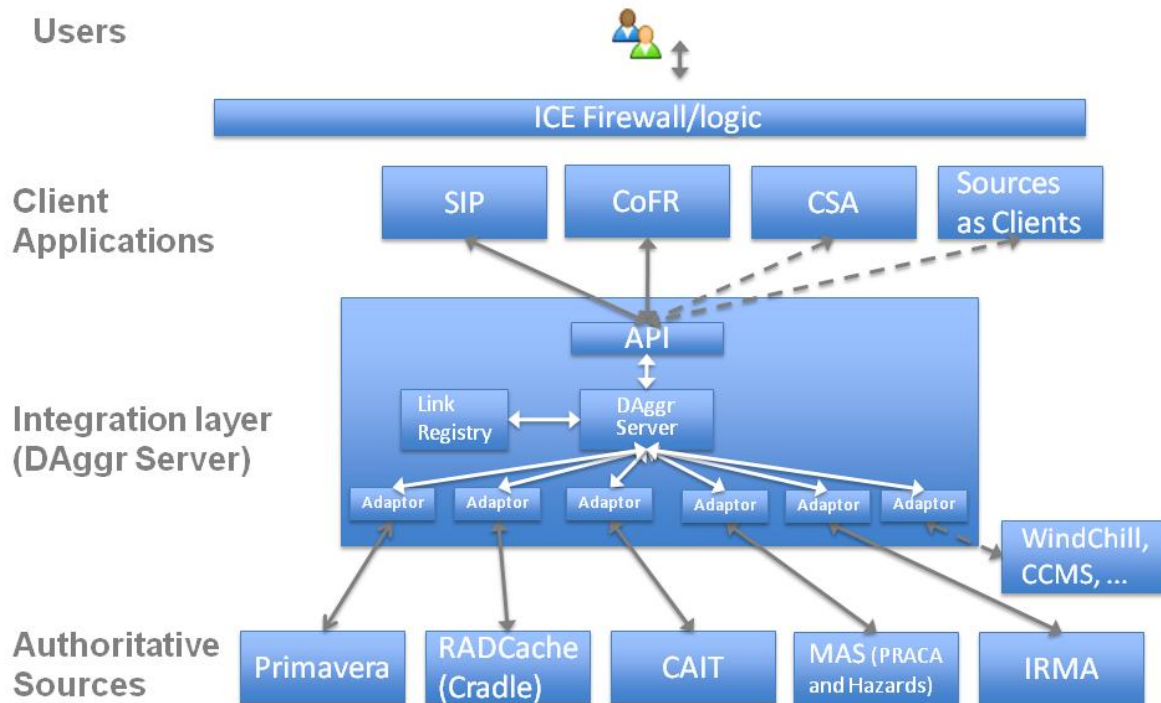 Users
ICE Firewall/logic
Client
Applications
SIP
CoFR
CSA
Sources
as Clients
API
Integration layer
(DAggr Server)
Link
Registry
DAggr
Server
Adaptor
Adaptor
Adaptor
Adaptor
Adaptor
Adaptor
WindChill,
CCMS, ...
Authoritative
Sources
Primavera
RADCache
(Cradle)
CAIT
MAS (PRACA
and Hazards)
IRMA